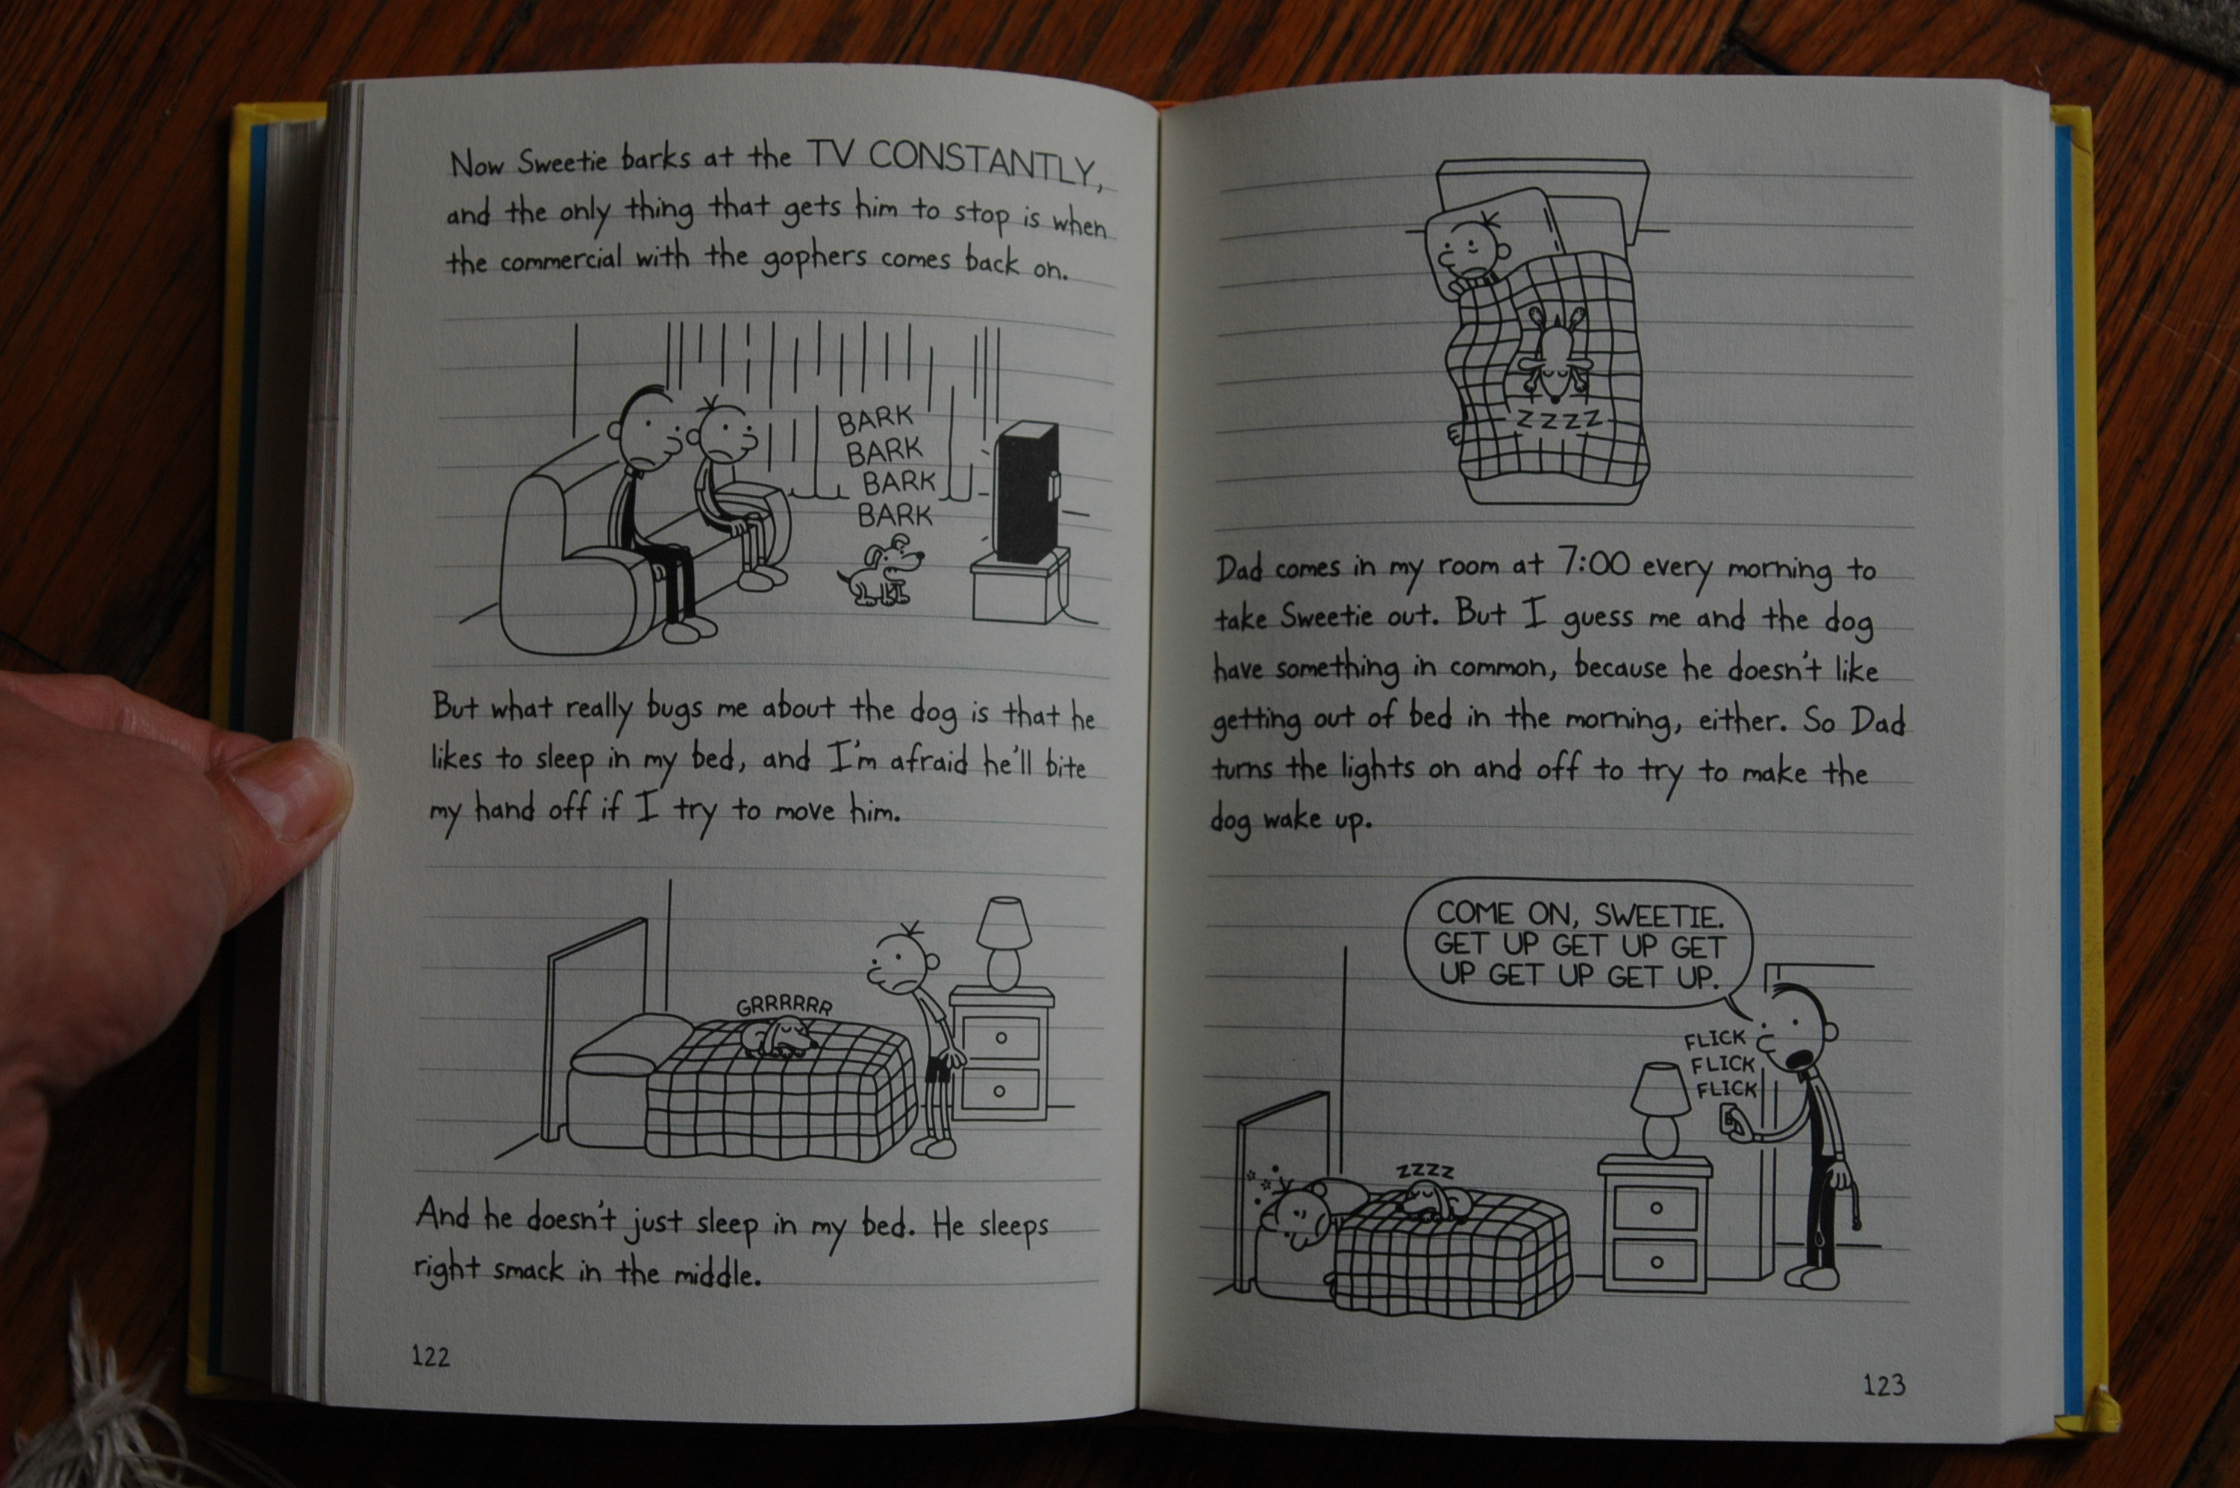 Now Sweetie barks at the TV CONSTANTLY,
and the only thing that gets him to stop is when
the commercial with the gophers comes back on.
BARK
BARK
BARK
BARK
But what really bugs me about the dog is that he
likes to sleep in my bed, and I'm afraid he'll bite
my hand off if I try to move him.
GRRRRRR
And he doesn't just sleep in my bed. He sleeps
right smack in the middle.
122
ZZZZ
Dad comes in my room at 7:00 every morning to
take Sweetie out. But I guess me and the dog
have something in common, because he doesn't like
getting out of bed in the morning, either. So Dad
turns the lights on and off to try to make the
dog wake up.
COME ON, SWEETIE.
GET UP GET UP GET
UP GET UP GET UP.
FLICK
FLICK
FLICK
ZZZZ
123